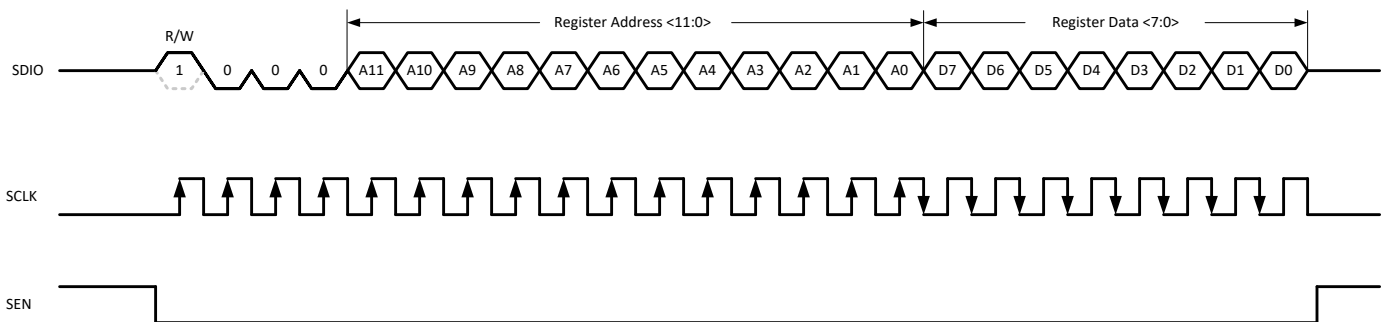 Register Address <11:0> Register Data <7:0>
R/W
SDIO 1 0 0 0 A11 A10 A9 A8 A7 A6 A5 A4 A3 A2 A1 A0 D7 D6 D5 D4 D3 D2 D1 D0
SCLK
SEN